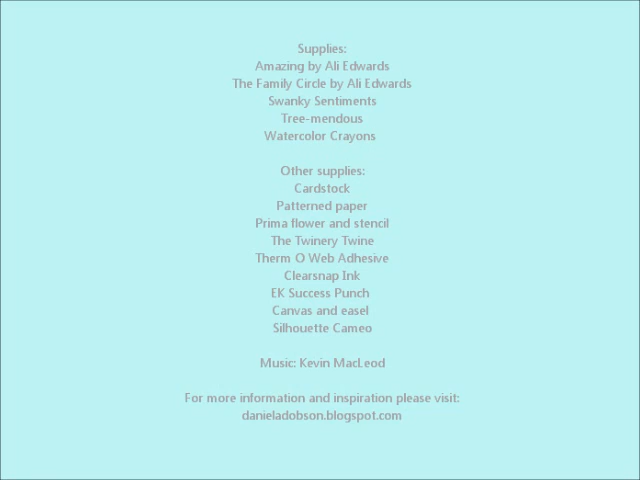 Supplies:
Amazing by Ali Edwards
The Family Circle by Ali Edwards
Swanky Sentiments
Tree-mendous
Watercolor Crayons
Other supplies:
Cardstock
Patterned paper
Prima flower and stencil
The Twinery Twine
Therm O Web Adhesive
Clearsnap Ink
EK Success Punch
Canvas and easel
Silhouette Cameo
Music: Kevin MacLeod
For more information and inspiration please visit:
danieladobson.blogspot.com